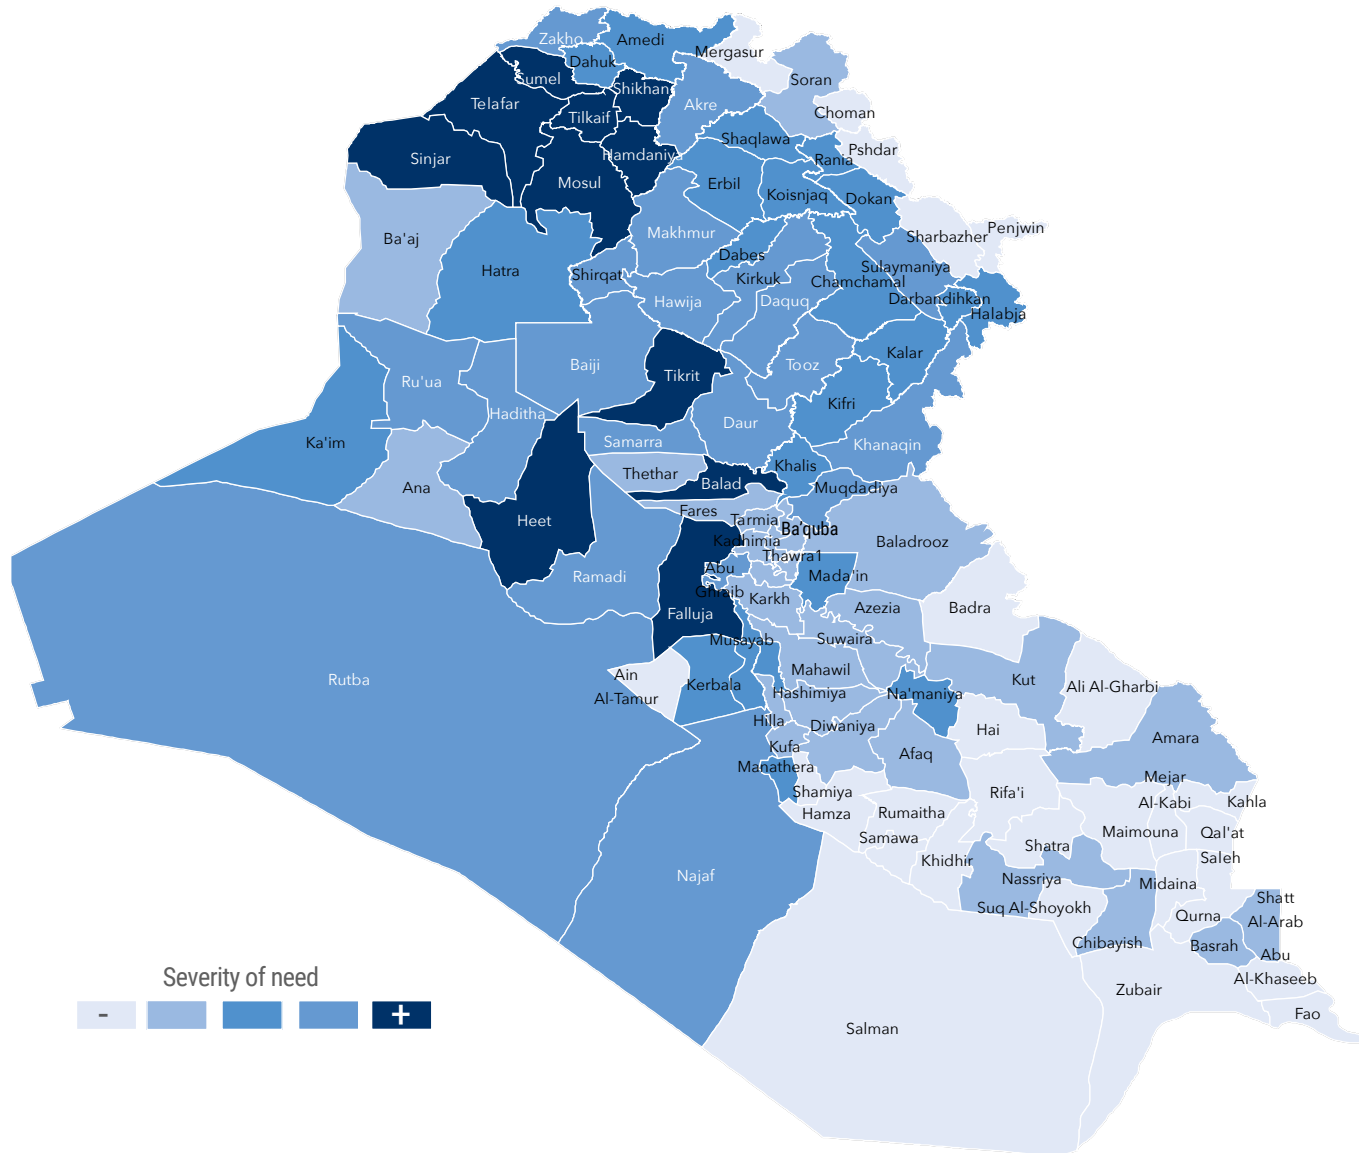 Zakho
Amedi
Mergasur
Dahuk
Soran
Sumel
Shikhan
Telafar
Akre
Choman
Tilkaif
Shaqlawa
Pshdar
Sinjar
Hamdaniya
Rania
Mosul
Erbil
Koisnjaq
Dokan
Ba'aj
Makhmur
Sharbazher
Penjwin
Hatra
Dabes
Sulaymaniya
Shirqat
Kirkuk
Chamchamal
Hawija
Daquq
Darbandihkan
Halabja
Baiji
Tooz
Kalar
Ru'ua
Tikrit
Haditha
Kifri
Daur
Ka'im
Samarra
Khanaqin
Thethar
Khalis
Ana
Balad
Muqdadiya
Heet
Fares
Tarmia
Ba'quba
Kadhimia
Baladrooz
Thawra1
Ramadi
Abu
Ghraib
Mada'in
Karkh
Azezia
Badra
Falluja
Musayab
Suwaira
Mahawil
Ain
Al-Tamur
Rutba
Kerbala
Hashimiya
Na'maniya
Kut
Ali Al-Gharbi
Hilla
Diwaniya
Hai
Amara
Kufa
Afaq
Manathera
Mejar
Al-Kabi
Shamiya
Rifa'i
Kahla
Hamza
Rumaitha
Samawa
Maimouna
Qal'at
Saleh
Shatra
Khidhir
Najaf
Nassriya
Midaina
Suq Al-Shoyokh
Qurna
Shatt
Al-Arab
Chibayish
Basrah
Abu
Al-Khaseeb
Zubair
Fao
Salman
Severity of need
-
+